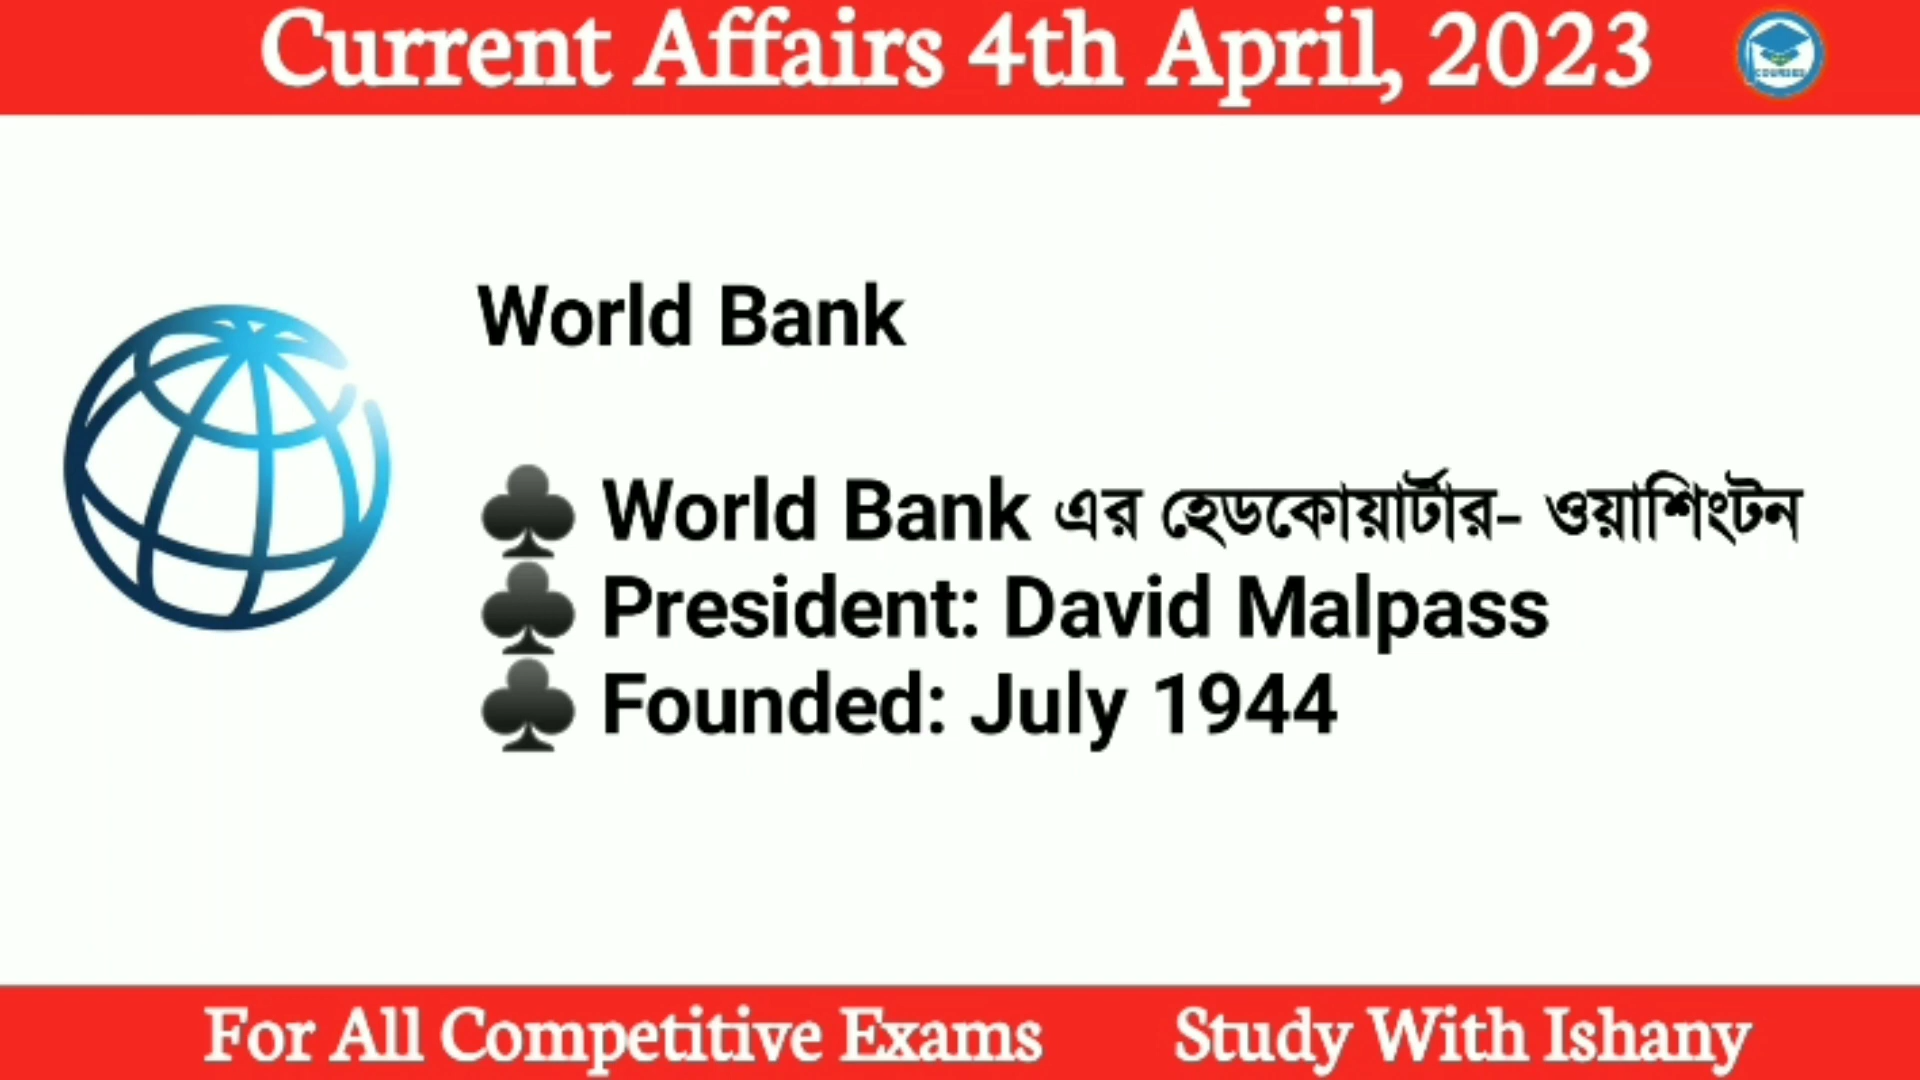 Current Affairs 4th April, 2023
COURSES
World Bank
♣ World Bank এর হেডকোয়ার্টার- ওয়াশিংটন
♣ President: David Malpass
♣ Founded: July 1944
For All Competitive Exams Study With Ishany